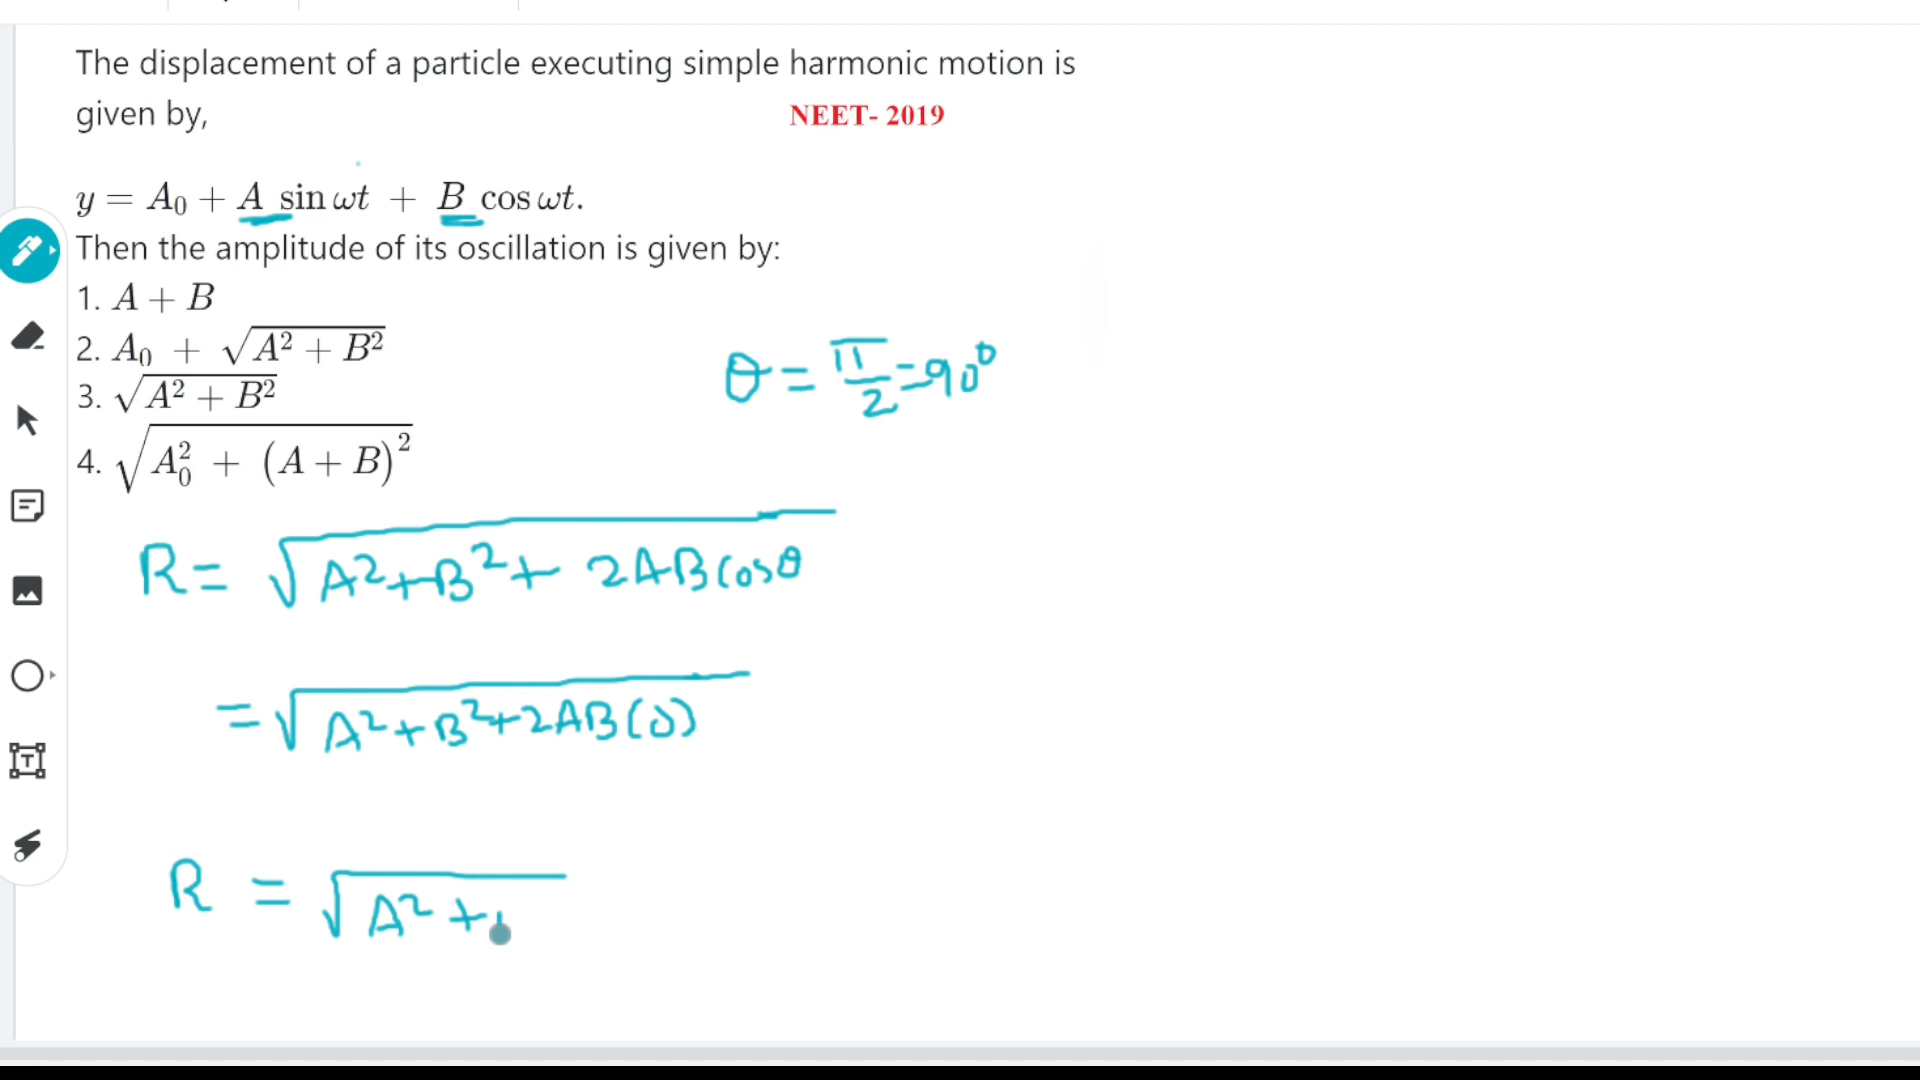 The displacement of a particle executing simple harmonic motion is
given by,
NEET- 2019
y = A₀ + A sin ωt + B cos ωt.
Then the amplitude of its oscillation is given by:
1. A + B
2. A₀ + √(A² + B²)
3. √(A² + B²)
4. √(A₀² + (A + B)²)
θ = π/2 = 90⁰
R = √(A²+B²+ 2AB Cosθ)
= √(A²+B²+2AB(0))
R = √(A² +